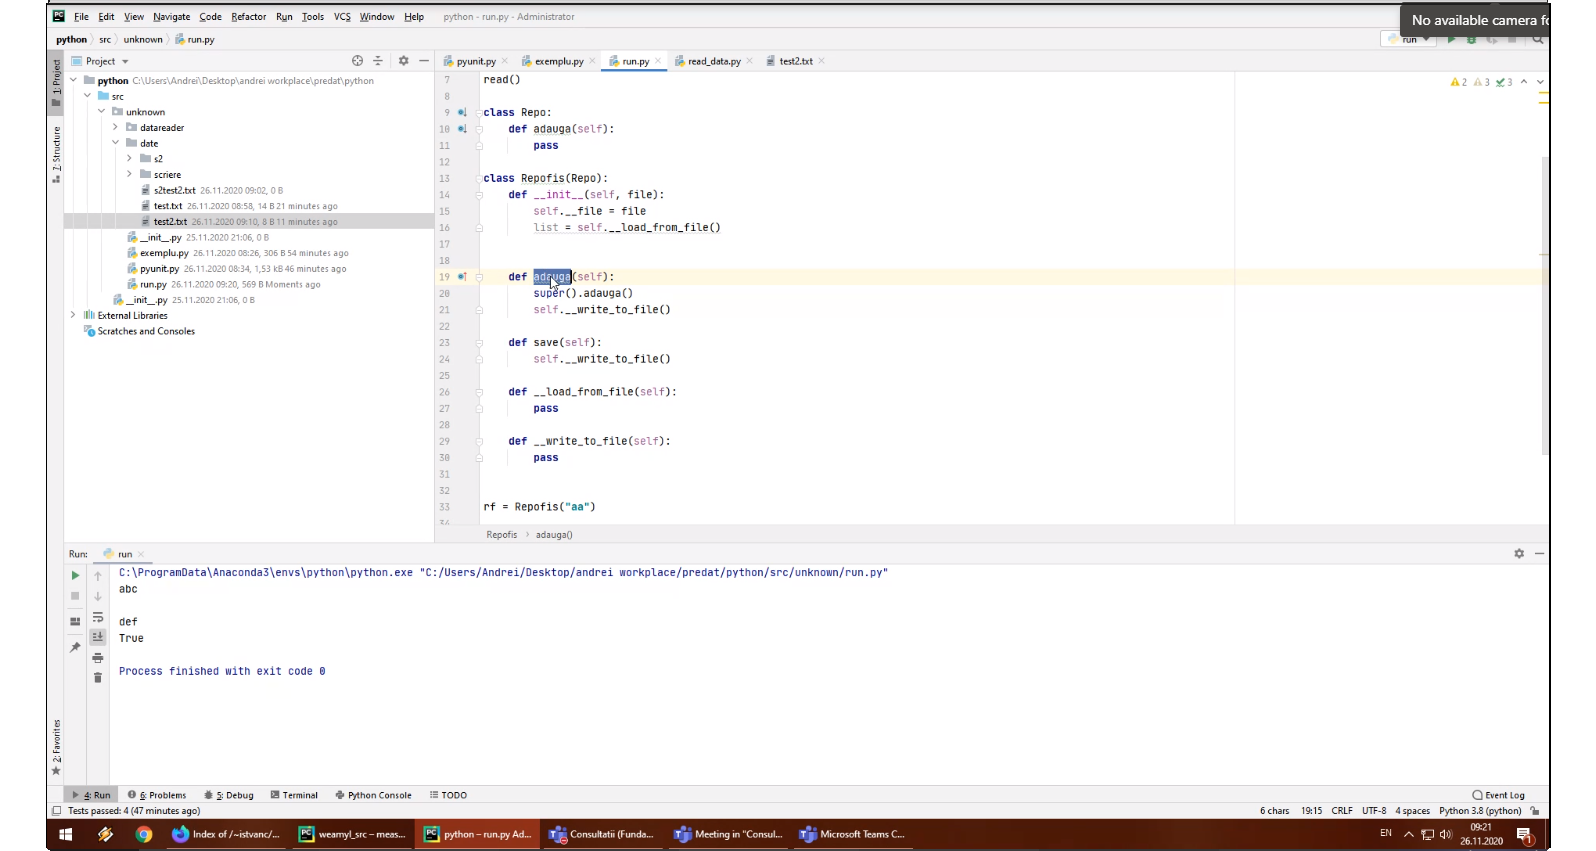 File Edit View Navigate Code Refactor Run Tools VCS Window Help python - run.py - Administrator
No available camera fo
python src unknown run.py
run
1: Project
Project
pyunit.py exemplu.py run.py read_data.py test2.txt
python C:\Users\Andrei\Desktop\andrei workplace\predat\python
src
unknown
datareader
date
s2
scriere
s2test2.txt 26.11.2020 09:02, 0 B
test.txt 26.11.2020 08:58, 14 B 21 minutes ago
test2.txt 26.11.2020 09:10, 8 B 11 minutes ago
__init__.py 25.11.2020 21:06, 0 B
exemplu.py 26.11.2020 08:26, 306 B 54 minutes ago
pyunit.py 26.11.2020 08:34, 1,53 kB 46 minutes ago
run.py 26.11.2020 09:20, 569 B Moments ago
__init__.py 25.11.2020 21:06, 0 B
External Libraries
Scratches and Consoles
7: Structure
2: Favorites
2 3 3
7 read()
8
9 class Repo:
10 def adauga(self):
11 pass
12
13 class Repofis(Repo):
14 def __init__(self, file):
15 self.__file = file
16 list = self.__load_from_file()
17
18
19 def adauga(self):
20 super().adauga()
21 self.__write_to_file()
22
23 def save(self):
24 self.__write_to_file()
25
26 def __load_from_file(self):
27 pass
28
29 def __write_to_file(self):
30 pass
31
32
33 rf = Repofis("aa")
34
Repofis adauga()
Run: run
C:\ProgramData\Anaconda3\envs\python\python.exe "C:/Users/Andrei/Desktop/andrei workplace/predat/python/src/unknown/run.py"
abc
def
True
Process finished with exit code 0
4: Run 6: Problems 5: Debug Terminal Python Console TODO Event Log
Tests passed: 4 (47 minutes ago) 6 chars 19:15 CRLF UTF-8 4 spaces Python 3.8 (python)
Index of /~istvanc/... weamyl_src – meas... python – run.py Ad... Consultatii (Funda... Meeting in "Consul... Microsoft Teams C... EN 09:21
26.11.2020 1